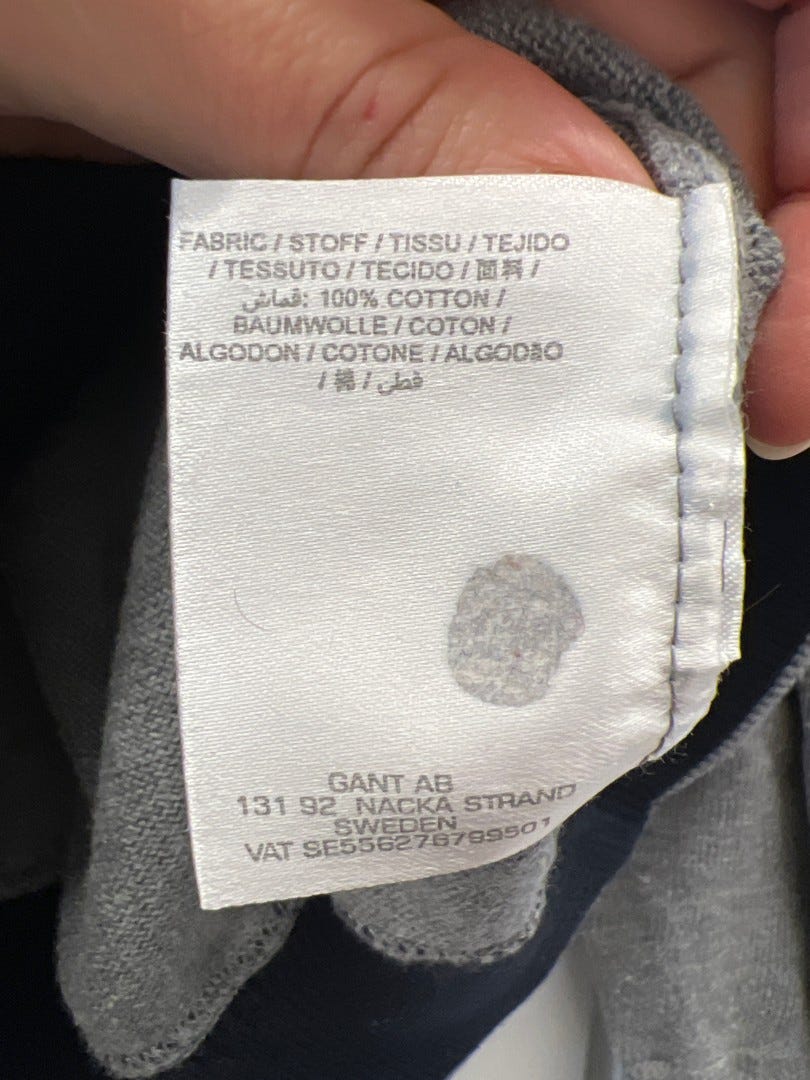 FABRIC / STOFF / TISSU / TEJIDO
/ TESSUTO / TECIDO / 面料 /
قماش: 100% COTTON /
BAUMWOLLE / COTON /
ALGODON / COTONE / ALGODãO
/ 棉 / قطن
GANT AB
131 92 NACKA STRAND
SWEDEN
VAT SE556276789501